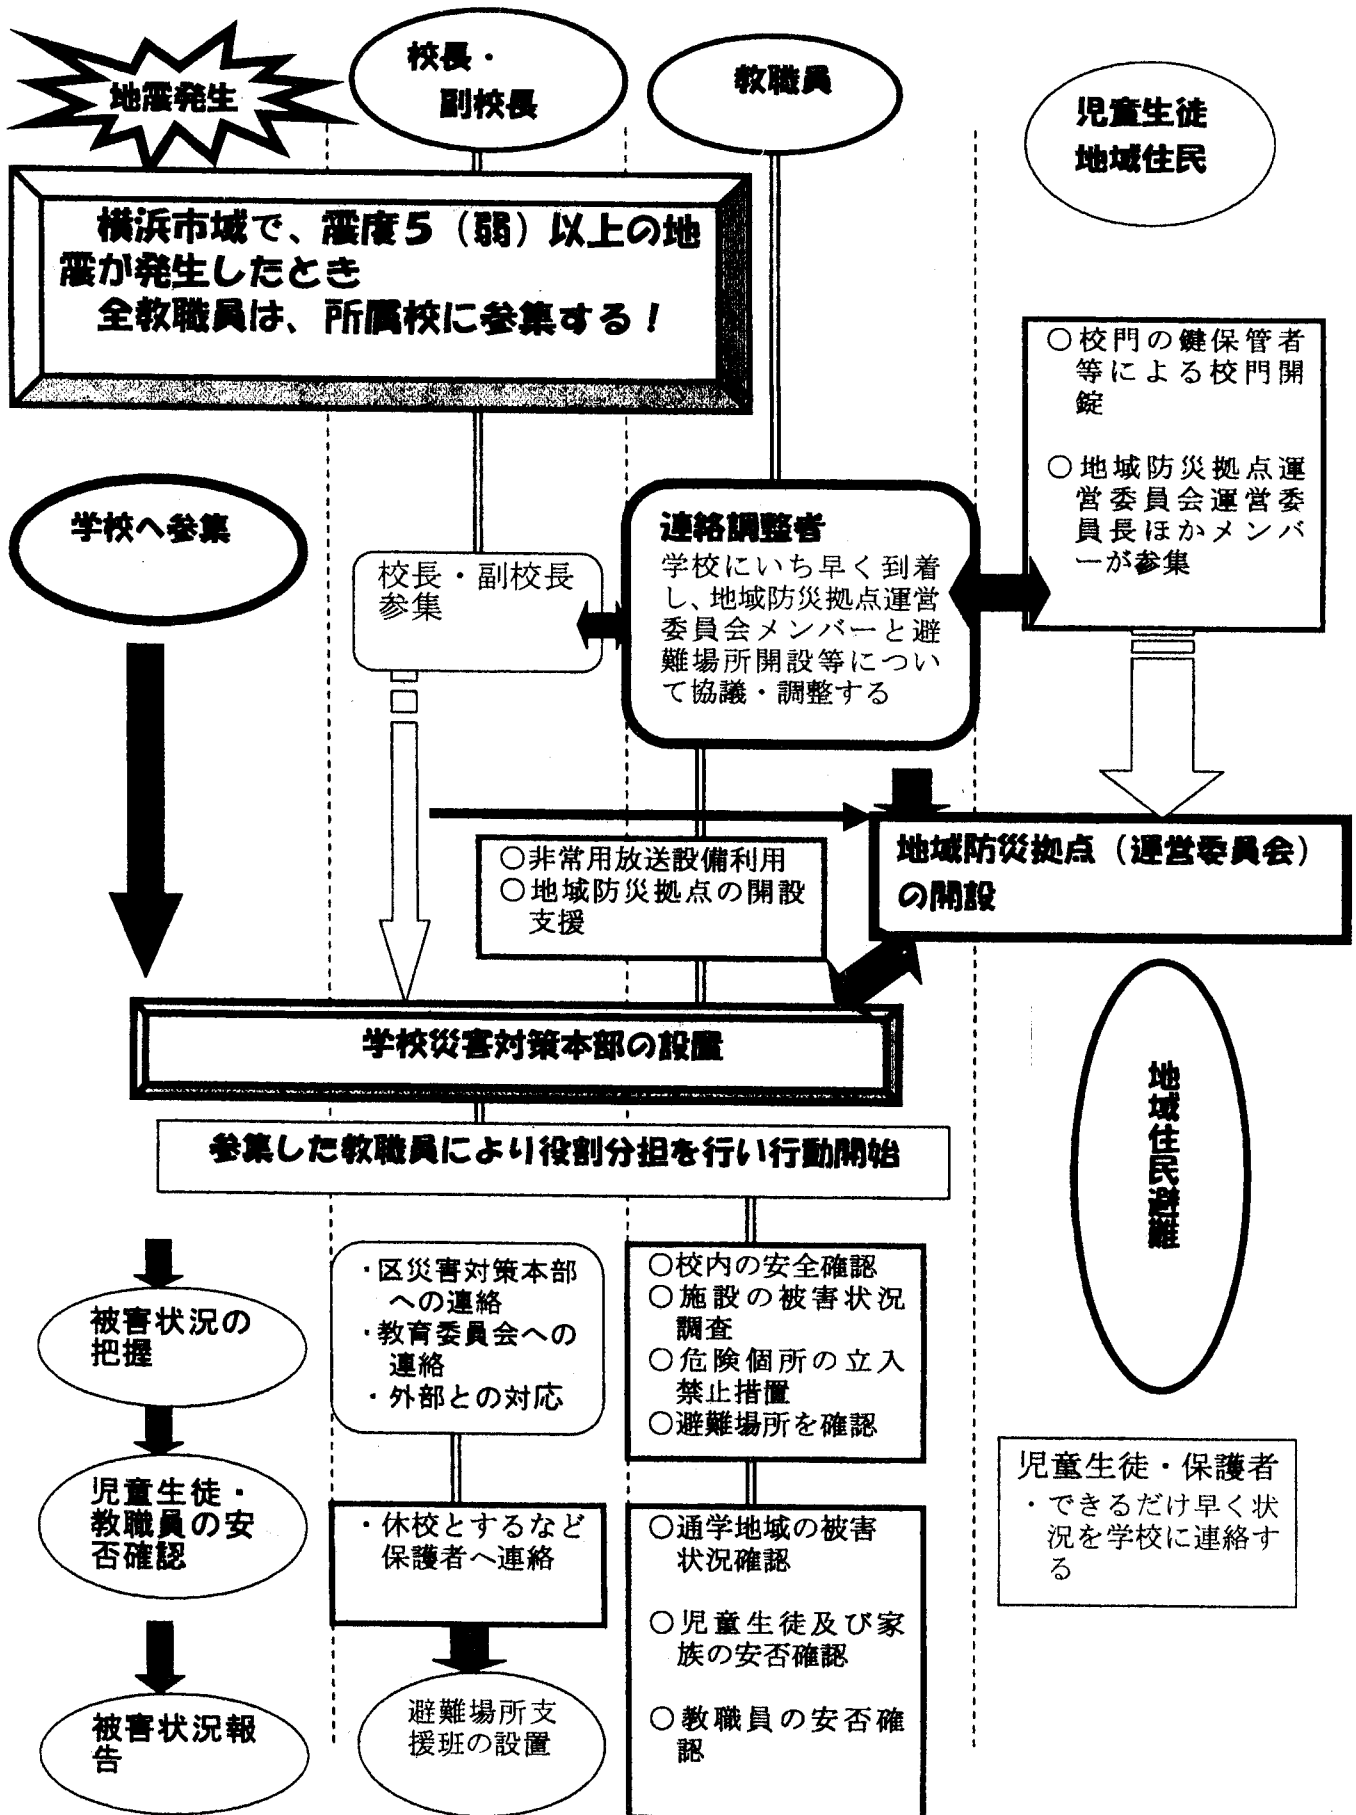 地震発生
校長・
副校長
教職員
児童生徒
地域住民
横浜市域で、震度5（弱）以上の地
震が発生したとき
全教職員は、所属校に参集する！
○校門の鍵保管者
等による校門開
錠
○地域防災拠点運
営委員会運営委
員長ほかメンバ
ーが参集
学校へ参集
校長・副校長
参集
連絡調整者
学校にいち早く到着
し、地域防災拠点運営
委員会メンバーと避
難場所開設等につい
て協議・調整する
○非常用放送設備利用
○地域防災拠点の開設
支援
地域防災拠点（運営委員会）
の開設
学校災害対策本部の設置
参集した教職員により役割分担を行い行動開始
地域住民避難
被害状況の
把握
・区災害対策本部
への連絡
・教育委員会への
連絡
・外部との対応
○校内の安全確認
○施設の被害状況
調査
○危険個所の立入
禁止措置
○避難場所を確認
児童生徒・保護者
・できるだけ早く状
況を学校に連絡す
る
児童生徒・
教職員の安
否確認
・休校とするなど
保護者へ連絡
○通学地域の被害
状況確認
○児童生徒及び家
族の安否確認
○教職員の安否確
認
被害状況報
告
避難場所支
援班の設置